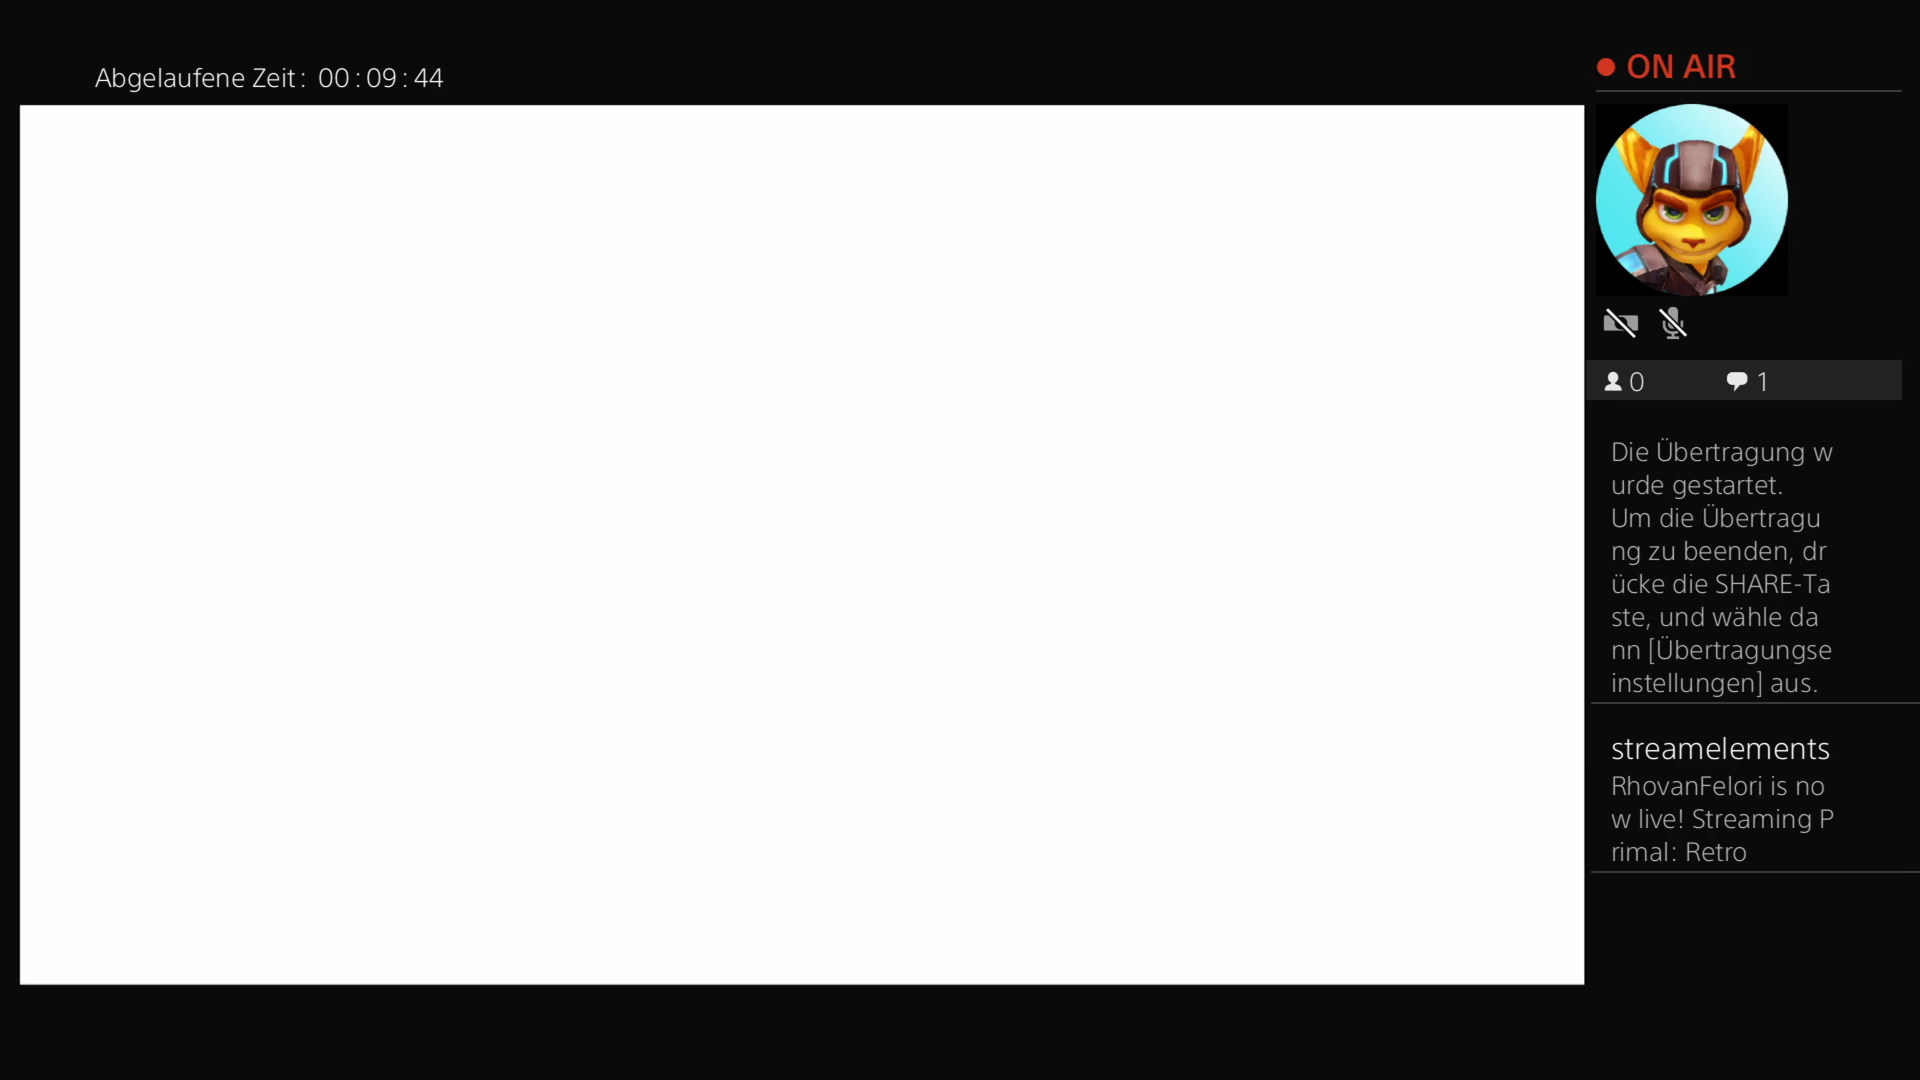 Abgelaufene Zeit: 00:09:44
ON AIR
0 1
Die Übertragung w
urde gestartet.
Um die Übertragu
ng zu beenden, dr
ücke die SHARE-Ta
ste, und wähle da
nn [Übertragungse
instellungen] aus.
streamelements
RhovanFelori is no
w live! Streaming P
rimal: Retro